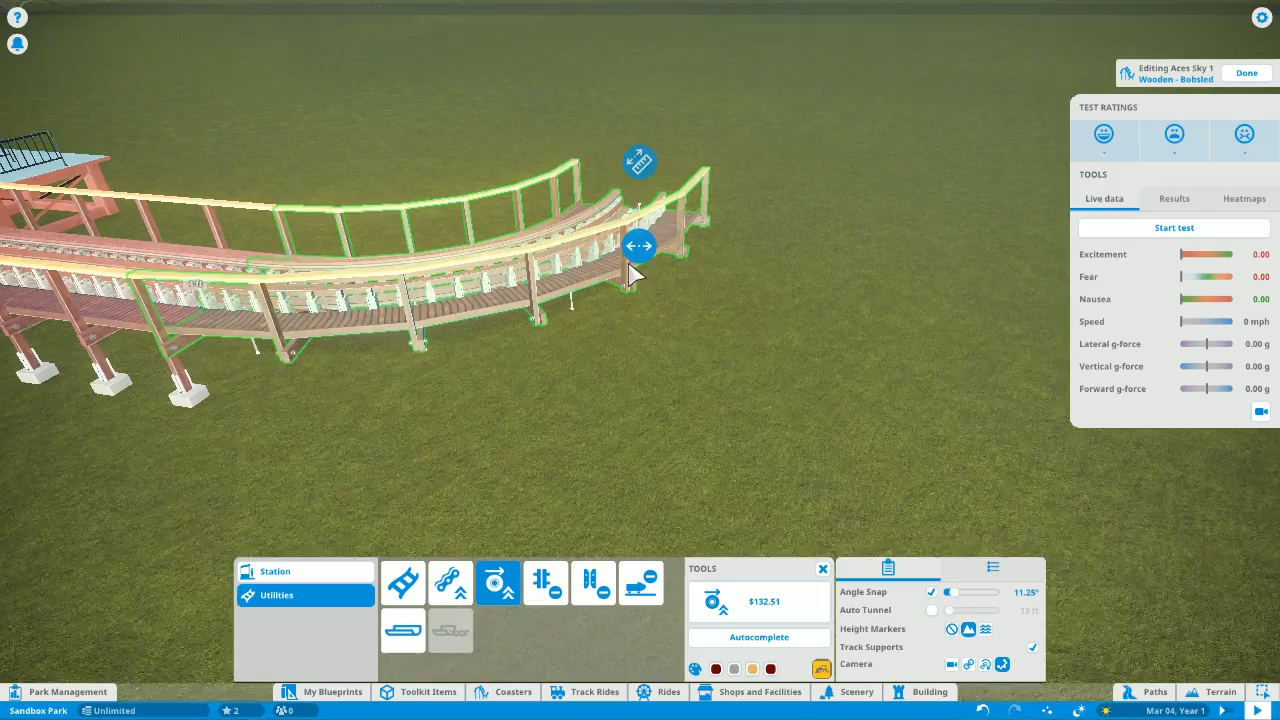 ?
Editing Aces Sky 1
Wooden - Bobsled
Done
TEST RATINGS
- - -
TOOLS
Live data Results Heatmaps
Start test
Excitement 0.00
Fear 0.00
Nausea 0.00
Speed 0 mph
Lateral g-force 0.00 g
Vertical g-force 0.00 g
Forward g-force 0.00 g
Station
Utilities
TOOLS
$132.51
Autocomplete
Angle Snap 11.25°
Auto Tunnel 13 ft
Height Markers
Track Supports
Camera
Park Management My Blueprints Toolkit Items Coasters Track Rides Rides Shops and Facilities Scenery Building Paths Terrain
Sandbox Park Unlimited 2 0 Mar 04, Year 1